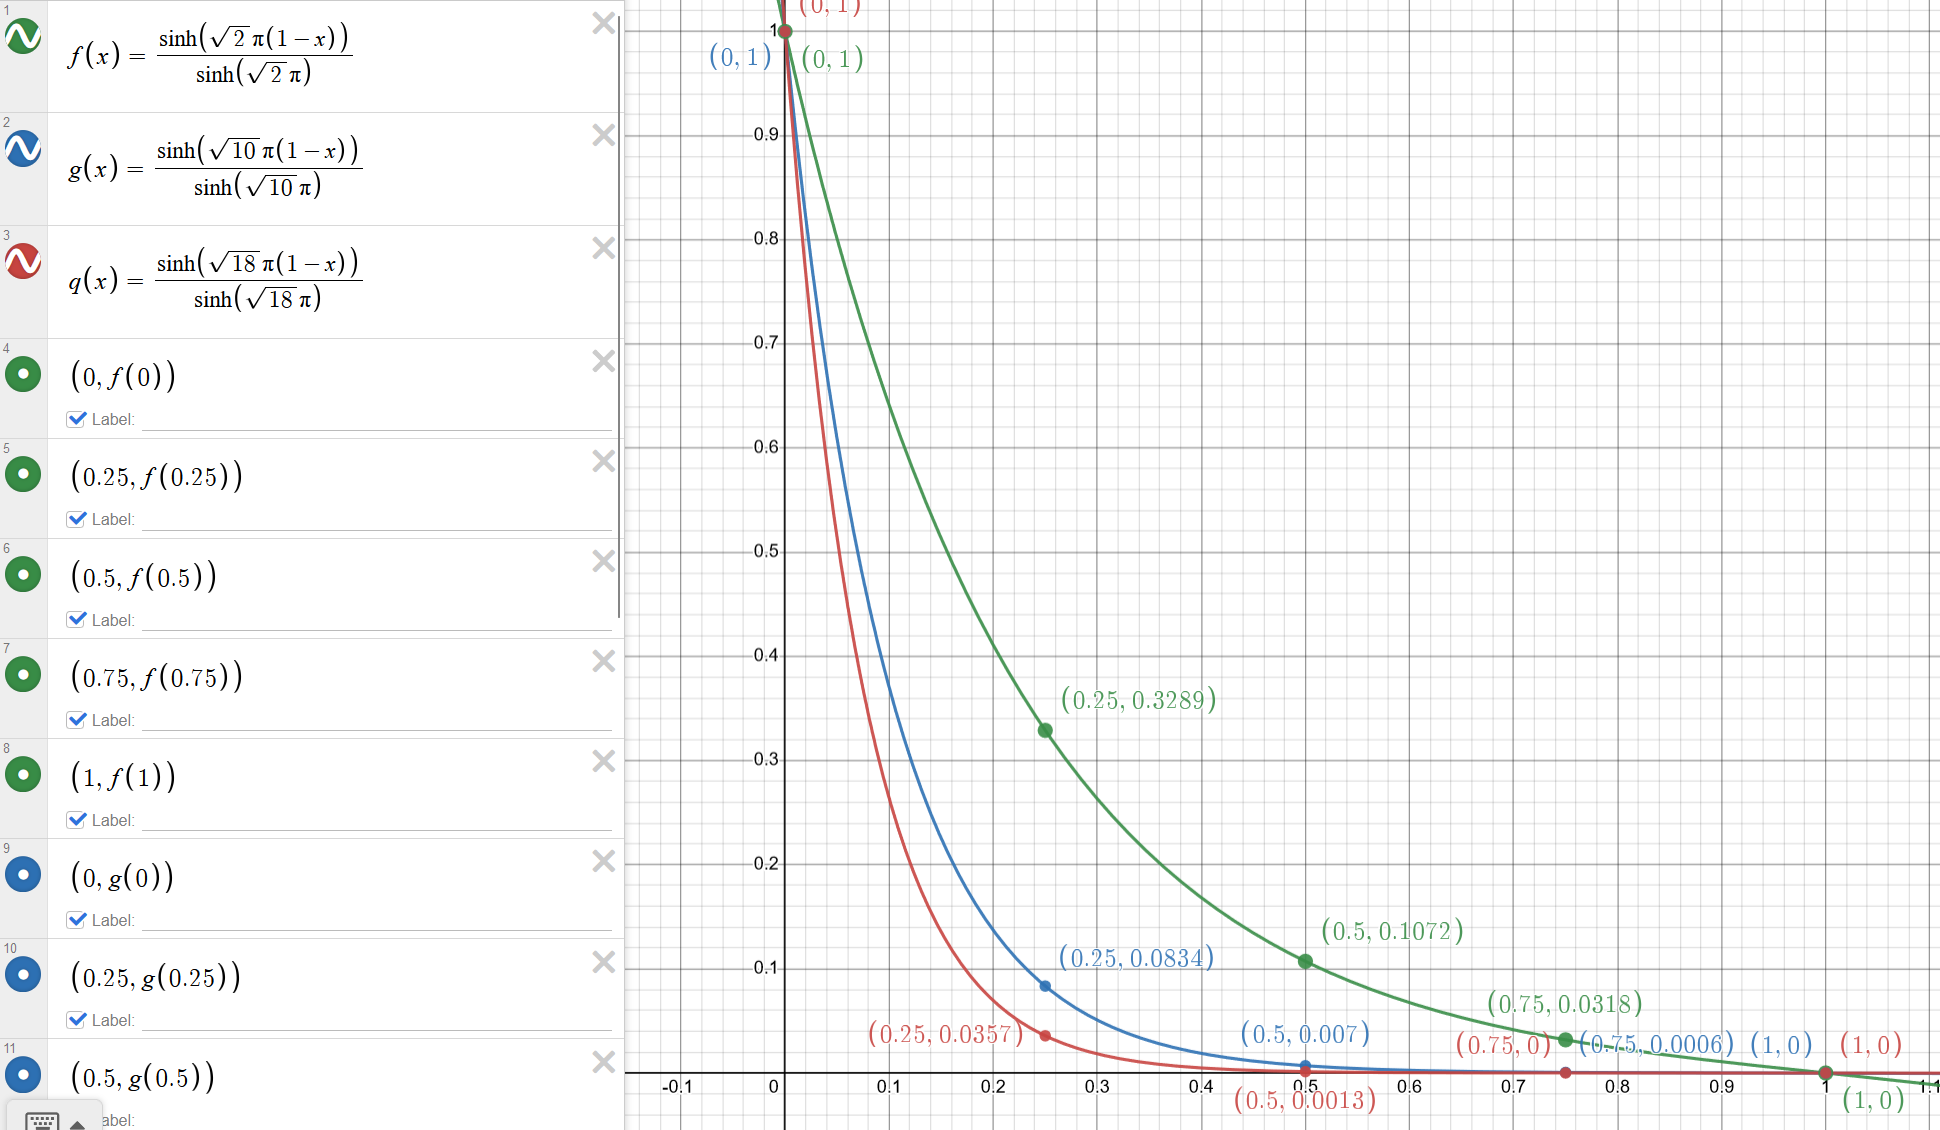 1
f(x) = sinh(√2 π(1 − x)) / sinh(√2 π)
2
g(x) = sinh(√10 π(1 − x)) / sinh(√10 π)
3
q(x) = sinh(√18 π(1 − x)) / sinh(√18 π)
4
(0, f(0))
Label:
5
(0.25, f(0.25))
Label:
6
(0.5, f(0.5))
Label:
7
(0.75, f(0.75))
Label:
8
(1, f(1))
Label:
9
(0, g(0))
Label:
10
(0.25, g(0.25))
Label:
11
(0.5, g(0.5))
abel:
(0, 1)
1
(0, 1) (0, 1)
0.9
0.8
0.7
0.6
0.5
0.4
(0.25, 0.3289)
0.3
0.2
(0.5, 0.1072)
0.1
(0.25, 0.0834)
(0.75, 0.0318)
(0.25, 0.0357) (0.5, 0.007) (0.75, 0) (0.75, 0.0006) (1, 0) (1, 0)
-0.1 0 0.1 0.2 0.3 0.4 0.5 0.6 0.7 0.8 0.9 1 1.1
(0.5, 0.0013) (1, 0)